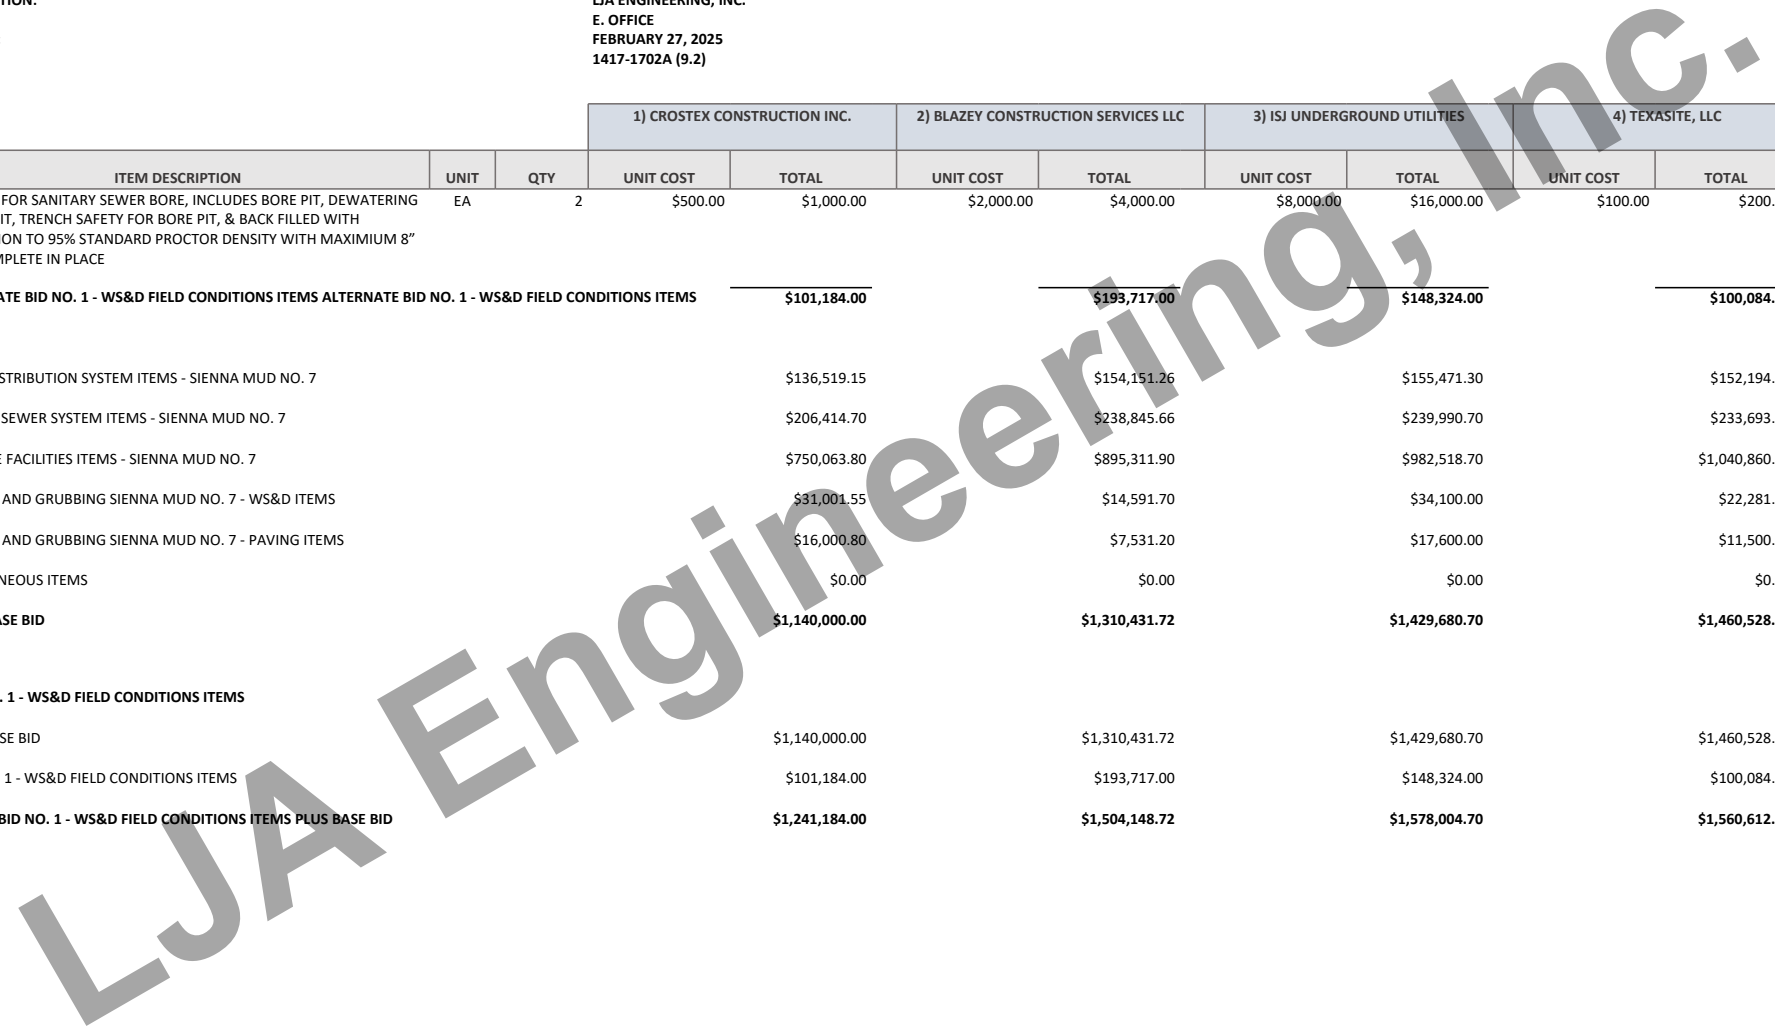 TION:
LJA ENGINEERING, INC.
E. OFFICE
FEBRUARY 27, 2025
1417-1702A (9.2)
1) CROSTEX CONSTRUCTION INC. 2) BLAZEY CONSTRUCTION SERVICES LLC 3) ISJ UNDERGROUND UTILITIES 4) TEXASITE, LLC
ITEM DESCRIPTION UNIT QTY UNIT COST TOTAL UNIT COST TOTAL UNIT COST TOTAL UNIT COST TOTAL
FOR SANITARY SEWER BORE, INCLUDES BORE PIT, DEWATERING EA 2 $500.00 $1,000.00 $2,000.00 $4,000.00 $8,000.00 $16,000.00 $100.00 $200.
IT, TRENCH SAFETY FOR BORE PIT, & BACK FILLED WITH
ION TO 95% STANDARD PROCTOR DENSITY WITH MAXIMIUM 8”
MPLETE IN PLACE
ATE BID NO. 1 - WS&D FIELD CONDITIONS ITEMS ALTERNATE BID NO. 1 - WS&D FIELD CONDITIONS ITEMS $101,184.00 $193,717.00 $148,324.00 $100,084.
STRIBUTION SYSTEM ITEMS - SIENNA MUD NO. 7 $136,519.15 $154,151.26 $155,471.30 $152,194.
SEWER SYSTEM ITEMS - SIENNA MUD NO. 7 $206,414.70 $238,845.66 $239,990.70 $233,693.
E FACILITIES ITEMS - SIENNA MUD NO. 7 $750,063.80 $895,311.90 $982,518.70 $1,040,860.
AND GRUBBING SIENNA MUD NO. 7 - WS&D ITEMS $31,001.55 $14,591.70 $34,100.00 $22,281.
AND GRUBBING SIENNA MUD NO. 7 - PAVING ITEMS $16,000.80 $7,531.20 $17,600.00 $11,500.
NEOUS ITEMS $0.00 $0.00 $0.00 $0.
ASE BID $1,140,000.00 $1,310,431.72 $1,429,680.70 $1,460,528.
. 1 - WS&D FIELD CONDITIONS ITEMS
SE BID $1,140,000.00 $1,310,431.72 $1,429,680.70 $1,460,528.
1 - WS&D FIELD CONDITIONS ITEMS $101,184.00 $193,717.00 $148,324.00 $100,084.
BID NO. 1 - WS&D FIELD CONDITIONS ITEMS PLUS BASE BID $1,241,184.00 $1,504,148.72 $1,578,004.70 $1,560,612.
LJA Engineering, Inc.